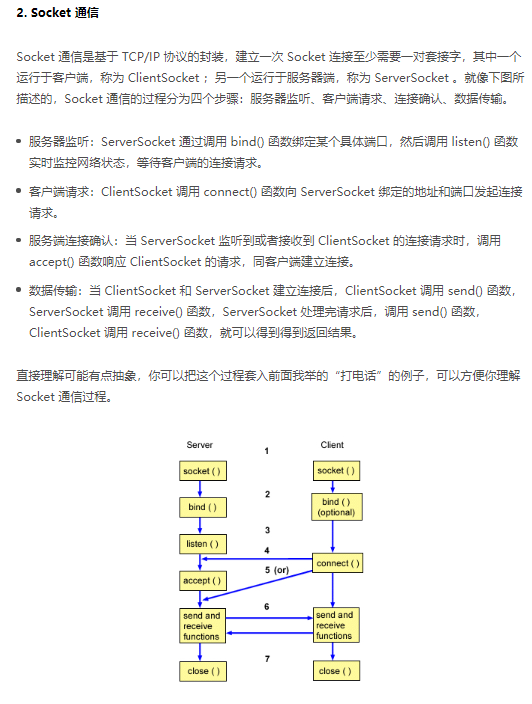 2. Socket 通信
Socket 通信是基于 TCP/IP 协议的封装，建立一次 Socket 连接至少需要一对套接字，其中一个
运行于客户端，称为 ClientSocket ；另一个运行于服务器端，称为 ServerSocket 。就像下图所
描述的，Socket 通信的过程分为四个步骤：服务器监听、客户端请求、连接确认、数据传输。
服务器监听：ServerSocket 通过调用 bind() 函数绑定某个具体端口，然后调用 listen() 函数
实时监控网络状态，等待客户端的连接请求。
客户端请求：ClientSocket 调用 connect() 函数向 ServerSocket 绑定的地址和端口发起连接
请求。
服务端连接确认：当 ServerSocket 监听到或者接收到 ClientSocket 的连接请求时，调用
accept() 函数响应 ClientSocket 的请求，同客户端建立连接。
数据传输：当 ClientSocket 和 ServerSocket 建立连接后，ClientSocket 调用 send() 函数，
ServerSocket 调用 receive() 函数，ServerSocket 处理完请求后，调用 send() 函数，
ClientSocket 调用 receive() 函数，就可以得到得到返回结果。
直接理解可能有点抽象，你可以把这个过程套入前面我举的“打电话”的例子，可以方便你理解
Socket 通信过程。
Server 1 Client
socket ( ) socket ( )
2
bind ( ) bind ( )
(optional)
3
listen ( )
4
connect ( )
5 (or)
accept ( )
6
send and send and
receive receive
functions functions
7
close ( ) close ( )